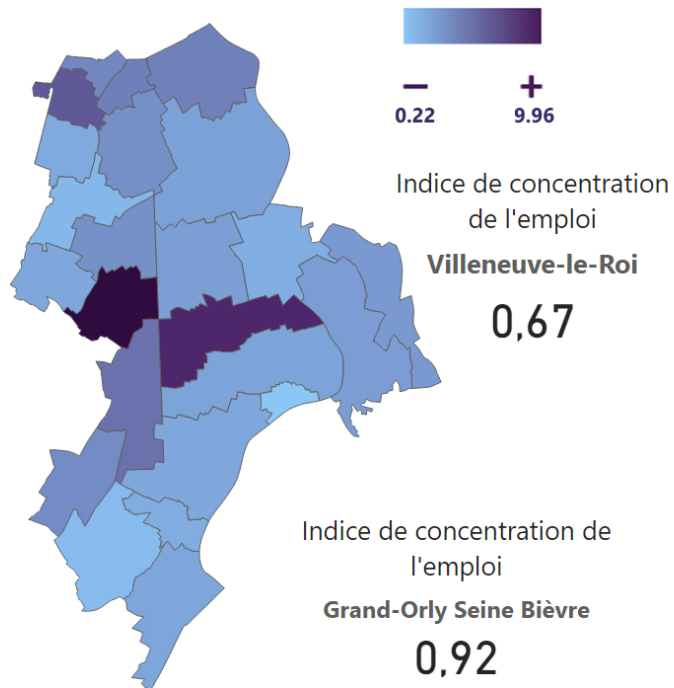 − +
0.22 9.96
Indice de concentration
de l'emploi
Villeneuve-le-Roi
0,67
Indice de concentration de
l'emploi
Grand-Orly Seine Bièvre
0,92